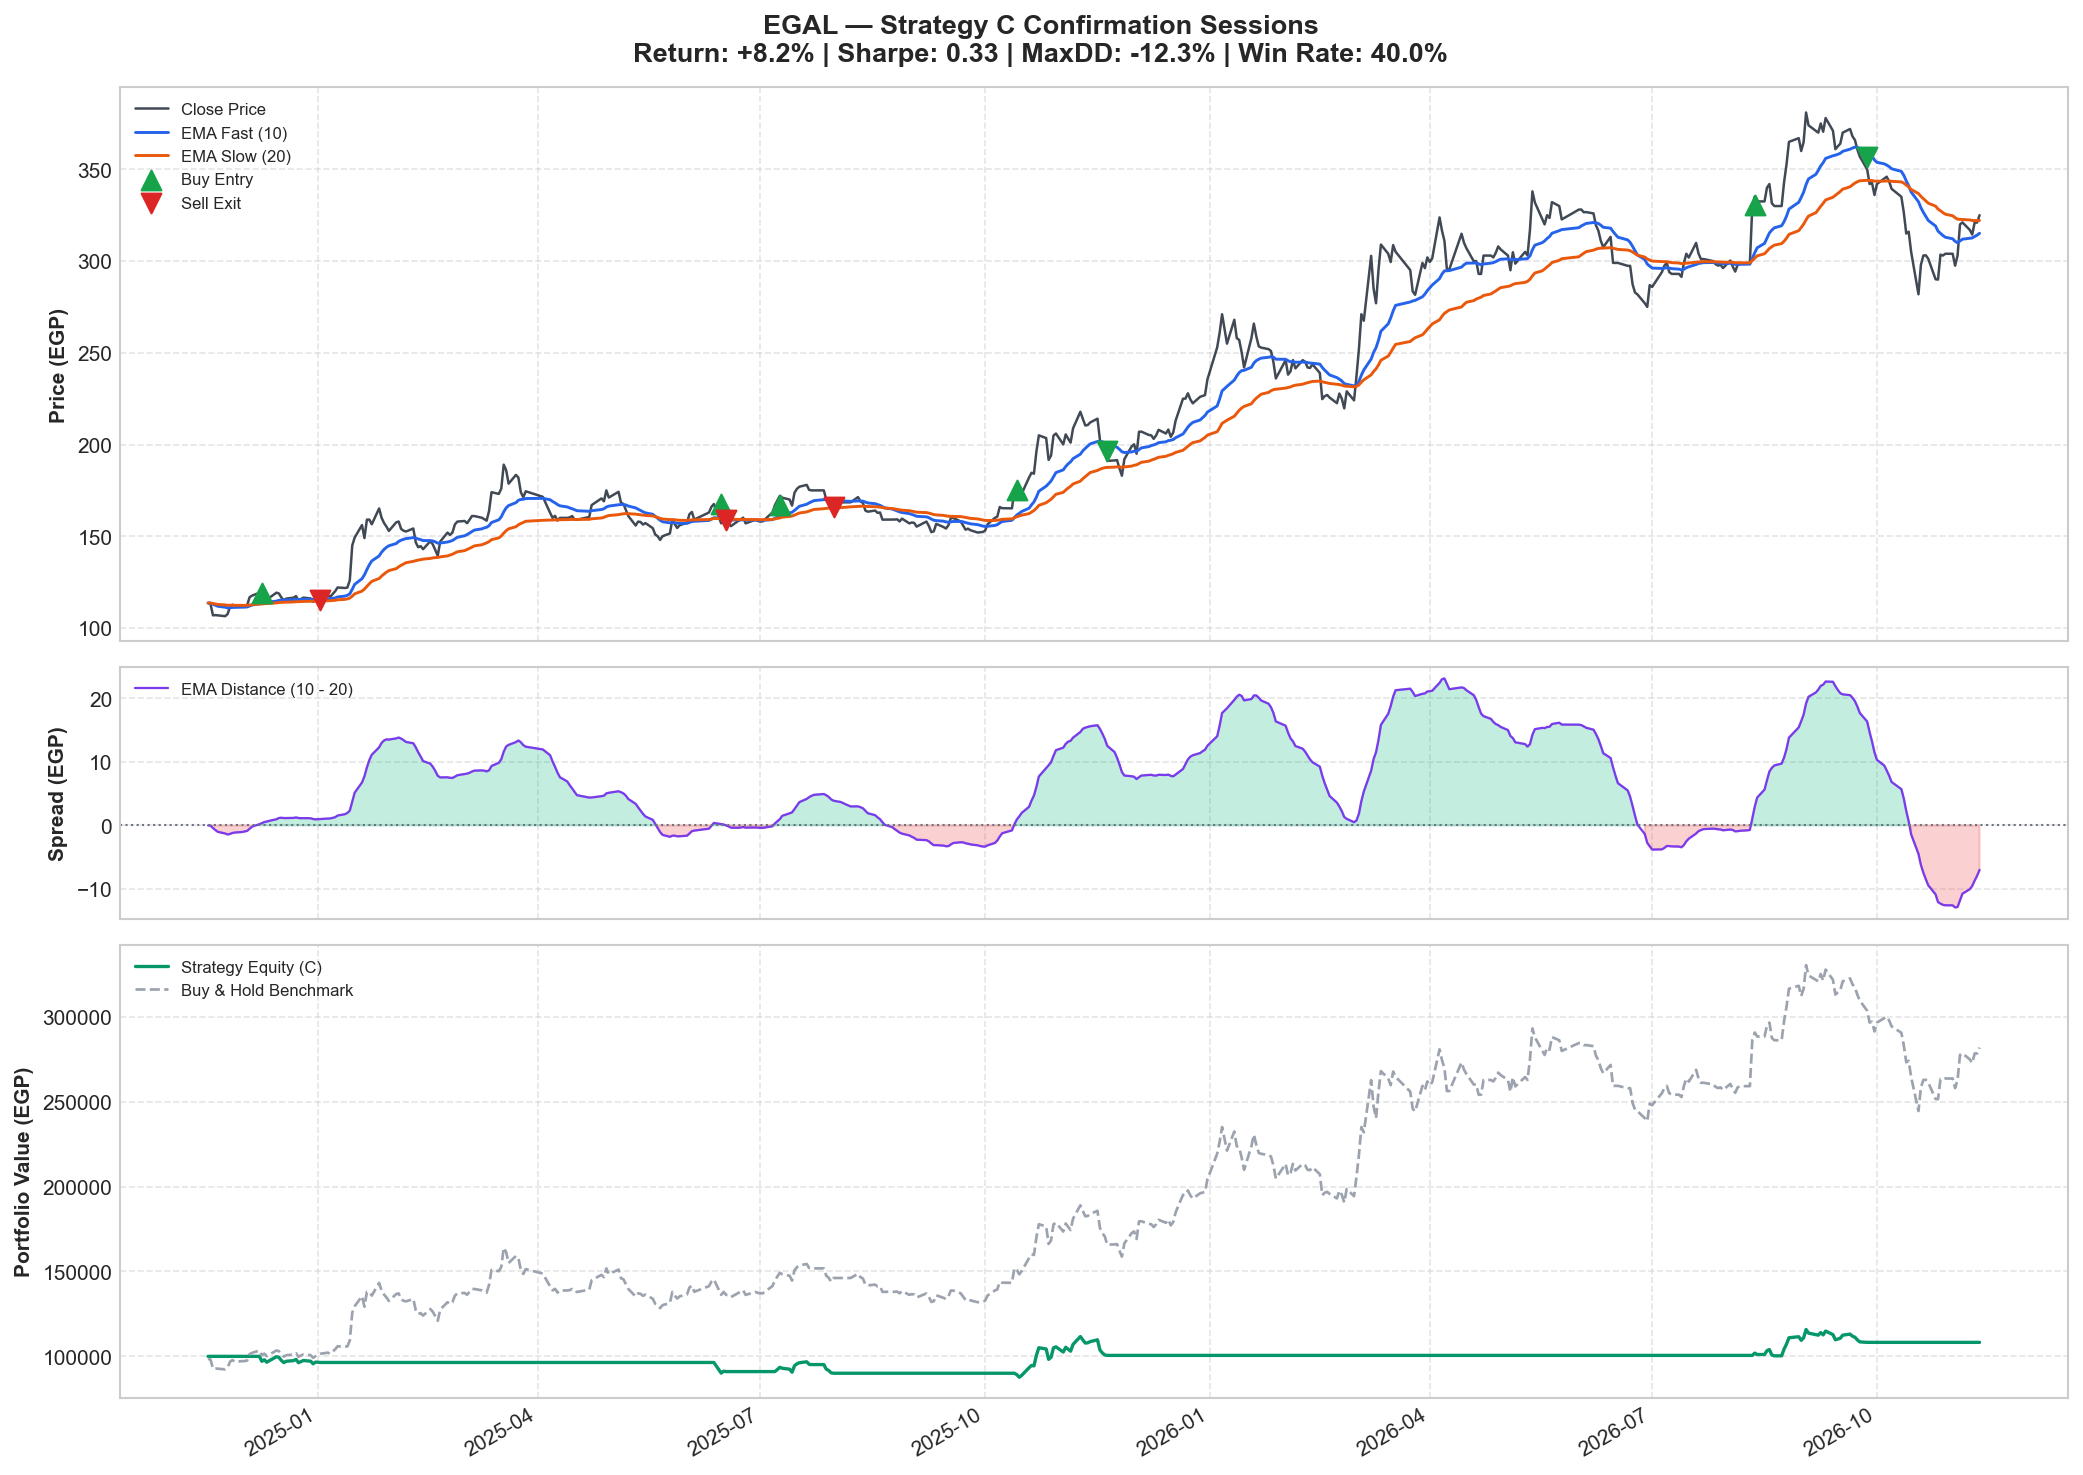 EGAL — Strategy C Confirmation Sessions
Return: +8.2% | Sharpe: 0.33 | MaxDD: -12.3% | Win Rate: 40.0%
Close Price
EMA Fast (10)
EMA Slow (20)
Buy Entry
Sell Exit
Price (EGP)
350
300
250
200
150
100
EMA Distance (10 - 20)
Spread (EGP)
20
10
0
−10
Strategy Equity (C)
Buy & Hold Benchmark
Portfolio Value (EGP)
300000
250000
200000
150000
100000
2025-01
2025-04
2025-07
2025-10
2026-01
2026-04
2026-07
2026-10